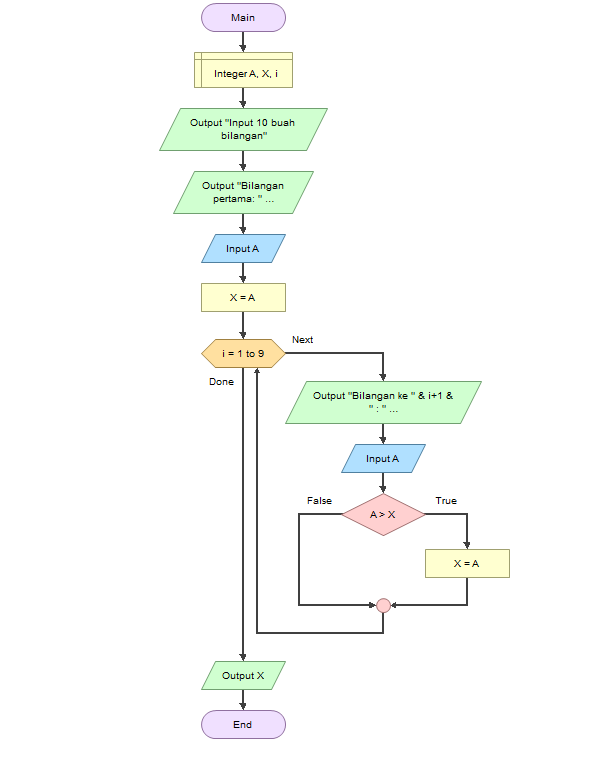 Main
Integer A, X, i
Output "Input 10 buah
bilangan"
Output "Bilangan
pertama: " ...
Input A
X = A
i = 1 to 9
Next
Done
Output "Bilangan ke " & i+1 &
" : " ...
Input A
False
True
A > X
X = A
Output X
End